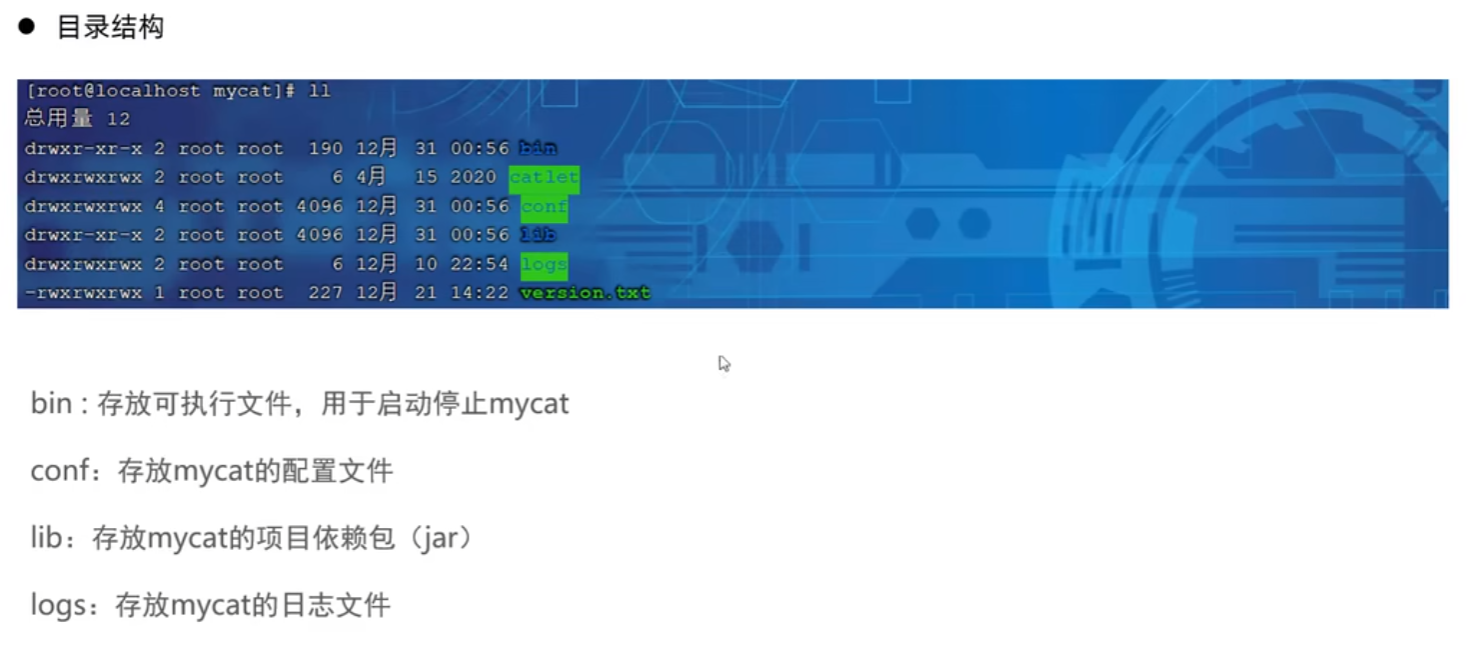 ● 目录结构
[root@localhost mycat]# ll
总用量 12
drwxr-xr-x 2 root root  190 12月  31 00:56 bin
drwxrwxrwx 2 root root    6 4月   15 2020 catlet
drwxrwxrwx 4 root root 4096 12月  31 00:56 conf
drwxr-xr-x 2 root root 4096 12月  31 00:56 lib
drwxrwxrwx 2 root root    6 12月  10 22:54 logs
-rwxrwxrwx 1 root root  227 12月  21 14:22 version.txt
bin : 存放可执行文件，用于启动停止mycat
conf：存放mycat的配置文件
lib：存放mycat的项目依赖包（jar）
logs：存放mycat的日志文件